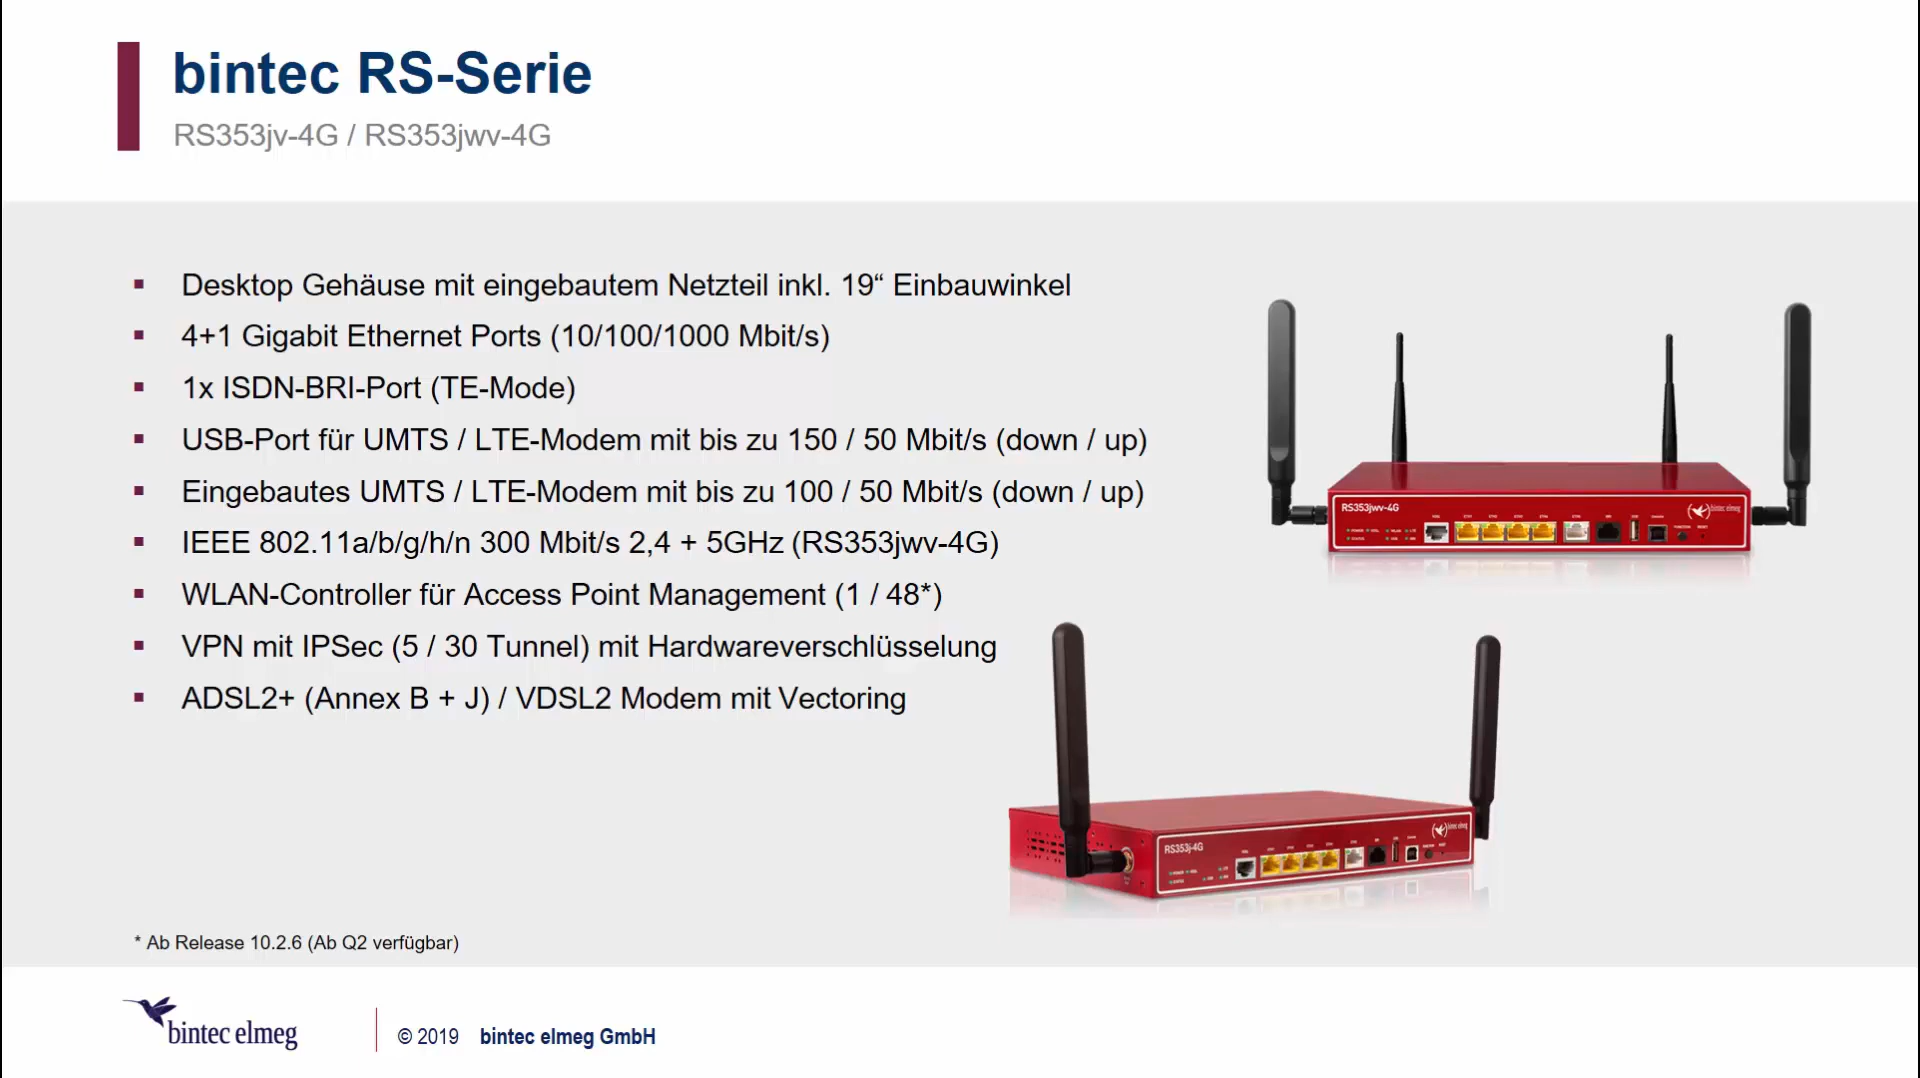 bintec RS-Serie
RS353jv-4G / RS353jwv-4G
▪ Desktop Gehäuse mit eingebautem Netzteil inkl. 19“ Einbauwinkel
▪ 4+1 Gigabit Ethernet Ports (10/100/1000 Mbit/s)
▪ 1x ISDN-BRI-Port (TE-Mode)
▪ USB-Port für UMTS / LTE-Modem mit bis zu 150 / 50 Mbit/s (down / up)
▪ Eingebautes UMTS / LTE-Modem mit bis zu 100 / 50 Mbit/s (down / up)
▪ IEEE 802.11a/b/g/h/n 300 Mbit/s 2,4 + 5GHz (RS353jwv-4G)
▪ WLAN-Controller für Access Point Management (1 / 48*)
▪ VPN mit IPSec (5 / 30 Tunnel) mit Hardwareverschlüsselung
▪ ADSL2+ (Annex B + J) / VDSL2 Modem mit Vectoring
RS353jwv-4G
bintec elmeg
RS353j-4G
bintec elmeg
* Ab Release 10.2.6 (Ab Q2 verfügbar)
bintec elmeg
© 2019 bintec elmeg GmbH